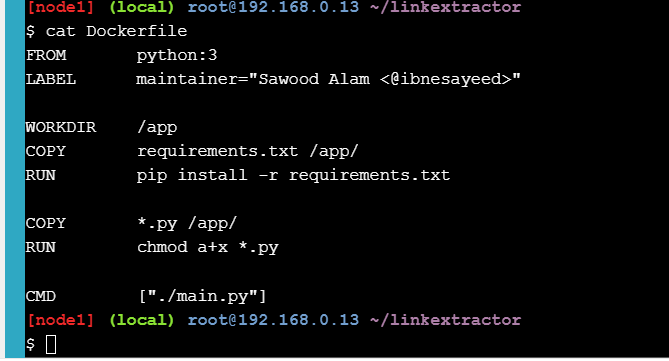 [node1] (local) root@192.168.0.13 ~/linkextractor
$ cat Dockerfile
FROM       python:3
LABEL      maintainer="Sawood Alam <@ibnesayeed>"

WORKDIR    /app
COPY       requirements.txt /app/
RUN        pip install -r requirements.txt

COPY       *.py /app/
RUN        chmod a+x *.py

CMD        ["./main.py"]
[node1] (local) root@192.168.0.13 ~/linkextractor
$